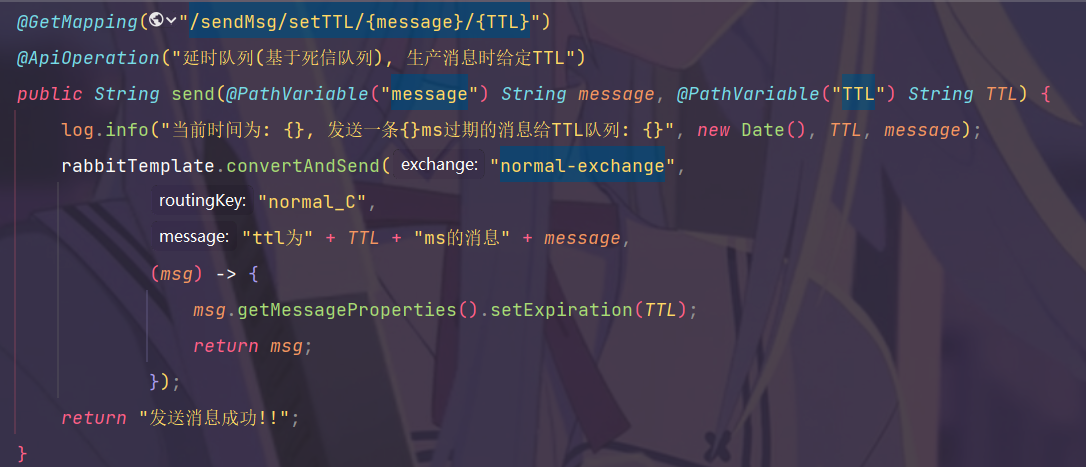 @GetMapping("/sendMsg/setTTL/{message}/{TTL}")
@ApiOperation("延时队列(基于死信队列), 生产消息时给定TTL")
public String send(@PathVariable("message") String message, @PathVariable("TTL") String TTL) {
log.info("当前时间为: {}, 发送一条{}ms过期的消息给TTL队列: {}", new Date(), TTL, message);
rabbitTemplate.convertAndSend( exchange: "normal-exchange",
routingKey: "normal_C",
message: "ttl为" + TTL + "ms的消息" + message,
(msg) -> {
msg.getMessageProperties().setExpiration(TTL);
return msg;
});
return "发送消息成功!!";
}